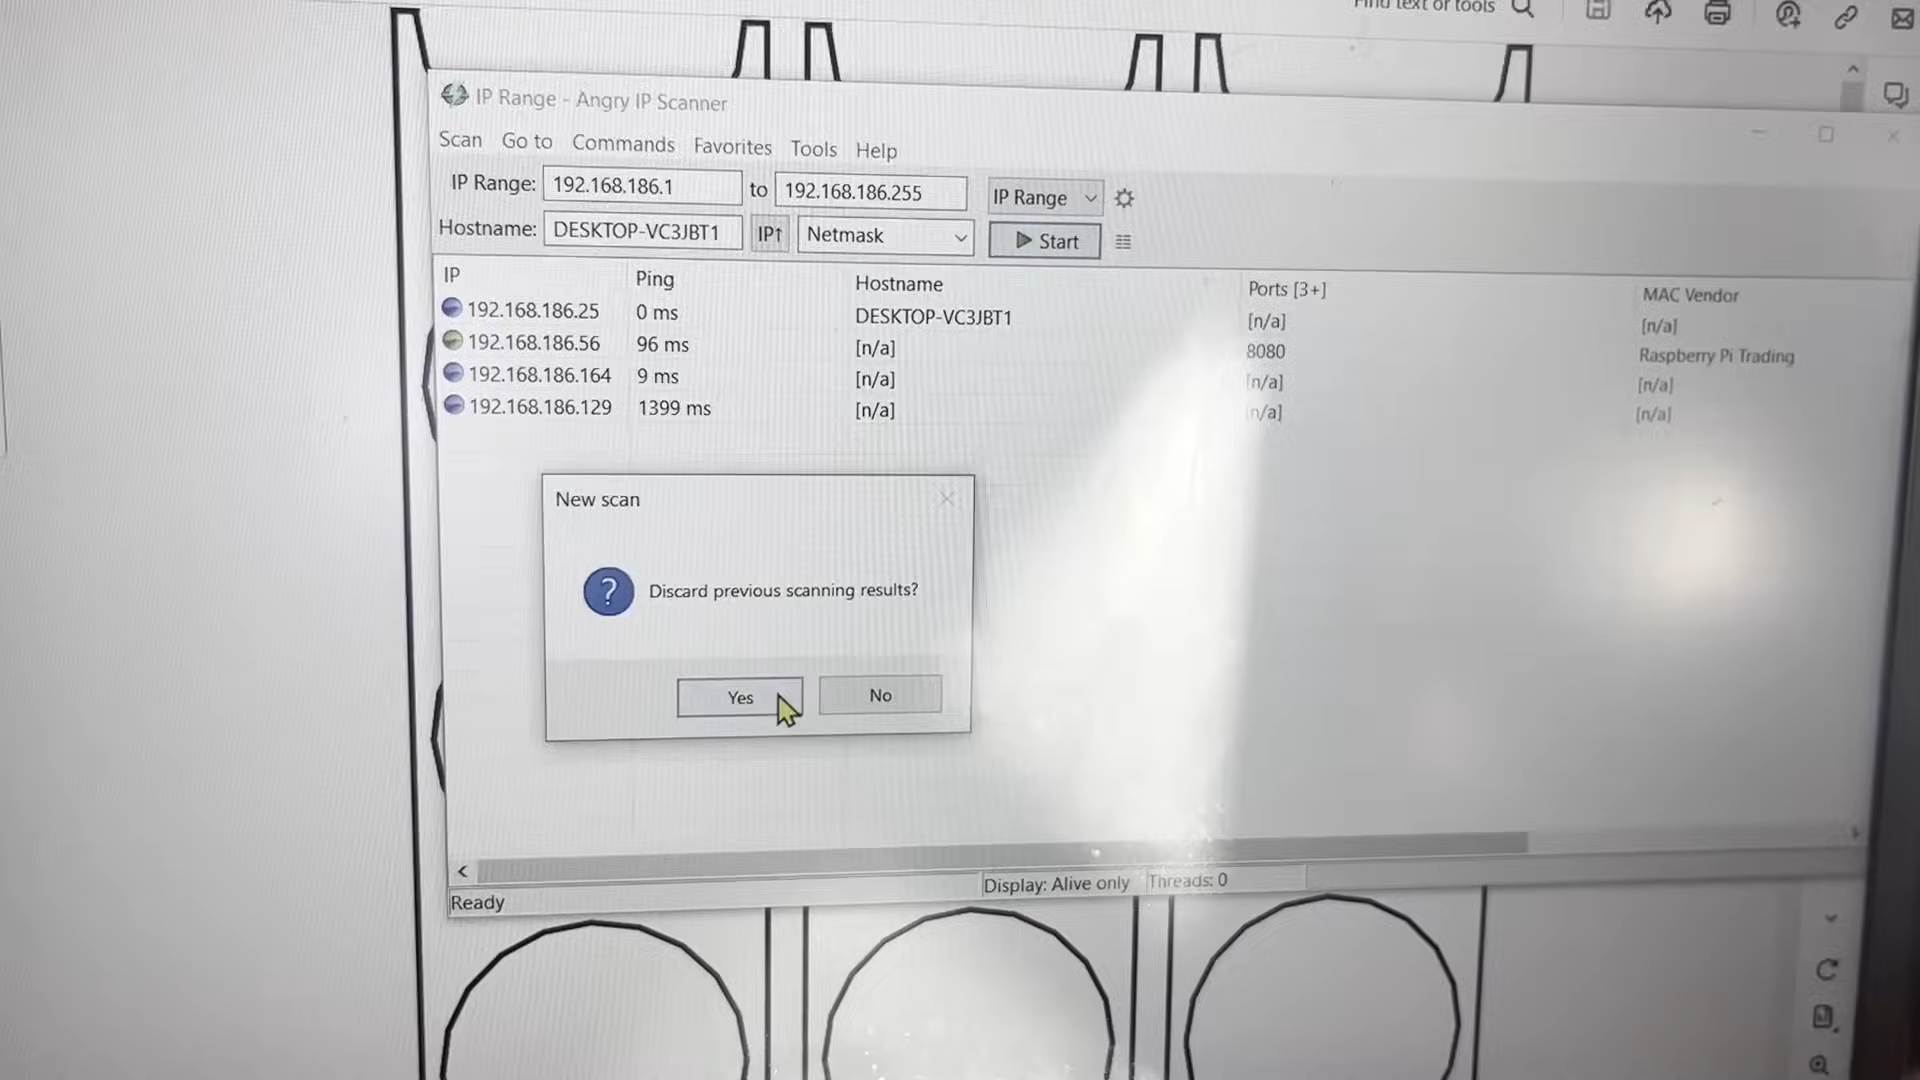 Find text or tools
IP Range - Angry IP Scanner
Scan Go to Commands Favorites Tools Help
IP Range: 192.168.186.1 to 192.168.186.255 IP Range
Hostname: DESKTOP-VC3JBT1 IP↑ Netmask Start
IP Ping Hostname Ports [3+] MAC Vendor
192.168.186.25 0 ms DESKTOP-VC3JBT1 [n/a] [n/a]
192.168.186.56 96 ms [n/a] 8080 Raspberry Pi Trading
192.168.186.164 9 ms [n/a] [n/a] [n/a]
192.168.186.129 1399 ms [n/a] [n/a] [n/a]
New scan
Discard previous scanning results?
Yes No
Ready Display: Alive only Threads: 0